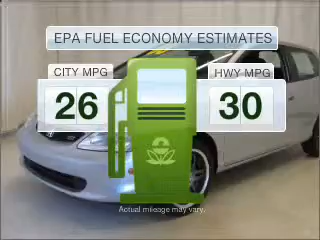 EPA FUEL ECONOMY ESTIMATES
CITY MPG
HWY MPG
26
30
Actual mileage may vary.